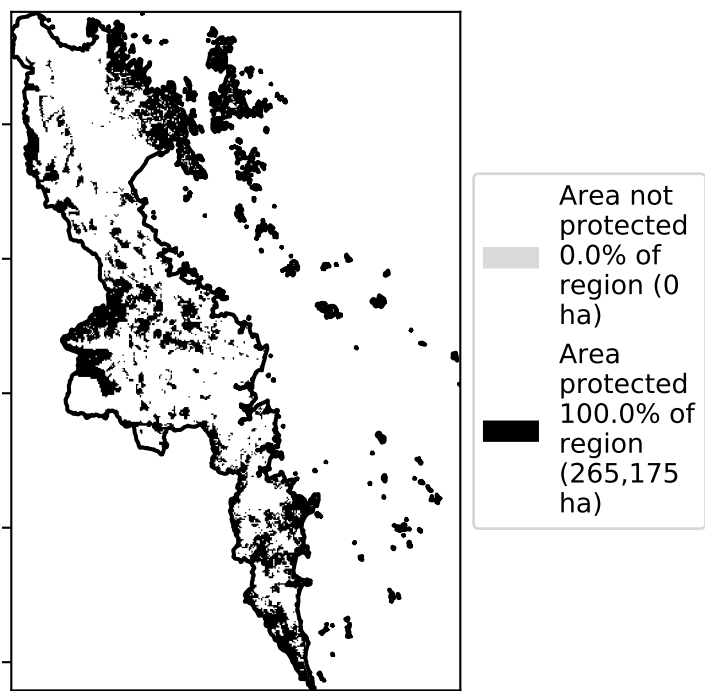 Area not
protected
0.0% of
region (0
ha)
Area
protected
100.0% of
region
(265,175
ha)